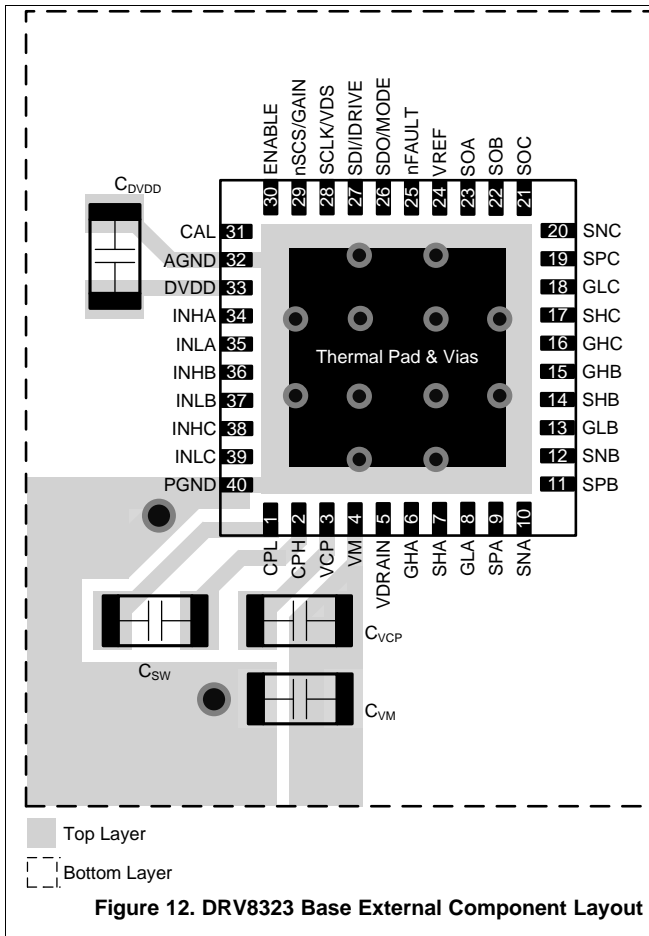 ENABLE
nSCS/GAIN
SCLK/VDS
SDI/IDRIVE
SDO/MODE
nFAULT
VREF
SOA
SOB
SOC
30
29
28
27
26
25
24
23
22
21
CDVDD
CAL 31
AGND 32
DVDD 33
INHA 34
INLA 35
INHB 36
INLB 37
INHC 38
INLC 39
PGND 40
Thermal Pad & Vias
20 SNC
19 SPC
18 GLC
17 SHC
16 GHC
15 GHB
14 SHB
13 GLB
12 SNB
11 SPB
1
2
3
4
5
6
7
8
9
10
CPL
CPH
VCP
VM
VDRAIN
GHA
SHA
GLA
SPA
SNA
CSW
CVCP
CVM
Top Layer
Bottom Layer
Figure 12. DRV8323 Base External Component Layout